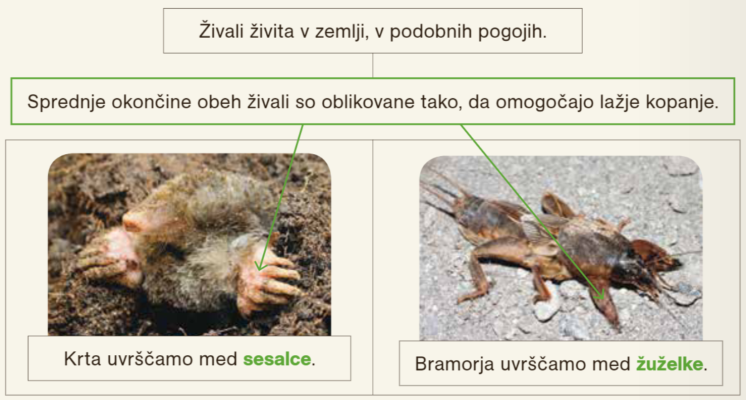 Živali živita v zemlji, v podobnih pogojih.
Sprednje okončine obeh živali so oblikovane tako, da omogočajo lažje kopanje.
Krta uvrščamo med sesalce.
Bramorja uvrščamo med žuželke.